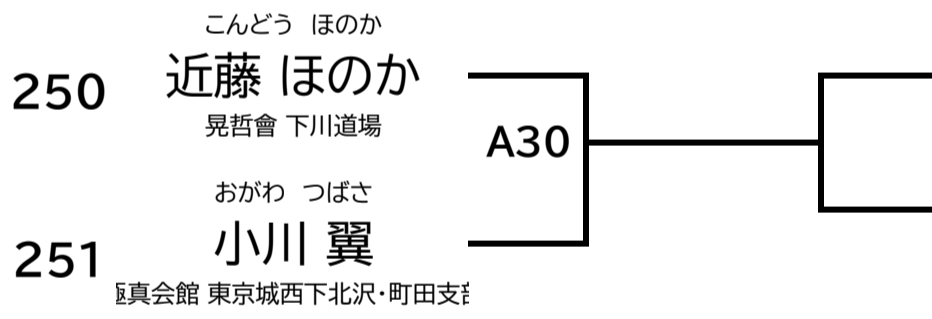 こんどう ほのか
250 近藤 ほのか
晃哲會 下川道場
A30
おがわ つばさ
251 小川 翼
極真会館 東京城西下北沢・町田支部